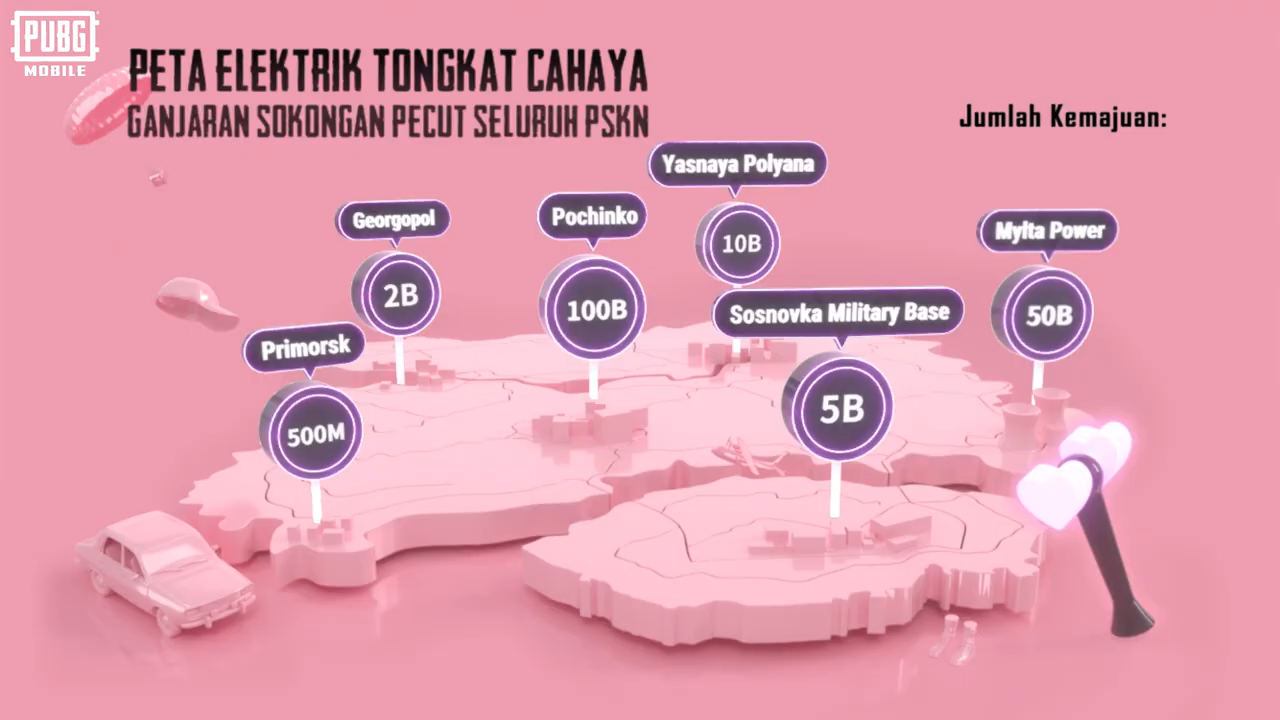 PUBG
MOBILE
PETA ELEKTRIK TONGKAT CAHAYA
GANJARAN SOKONGAN PECUT SELURUH PSKN
Jumlah Kemajuan:
Yasnaya Polyana
10B
Georgopol
2B
Pochinko
100B
Mylta Power
50B
Sosnovka Military Base
5B
Primorsk
500M